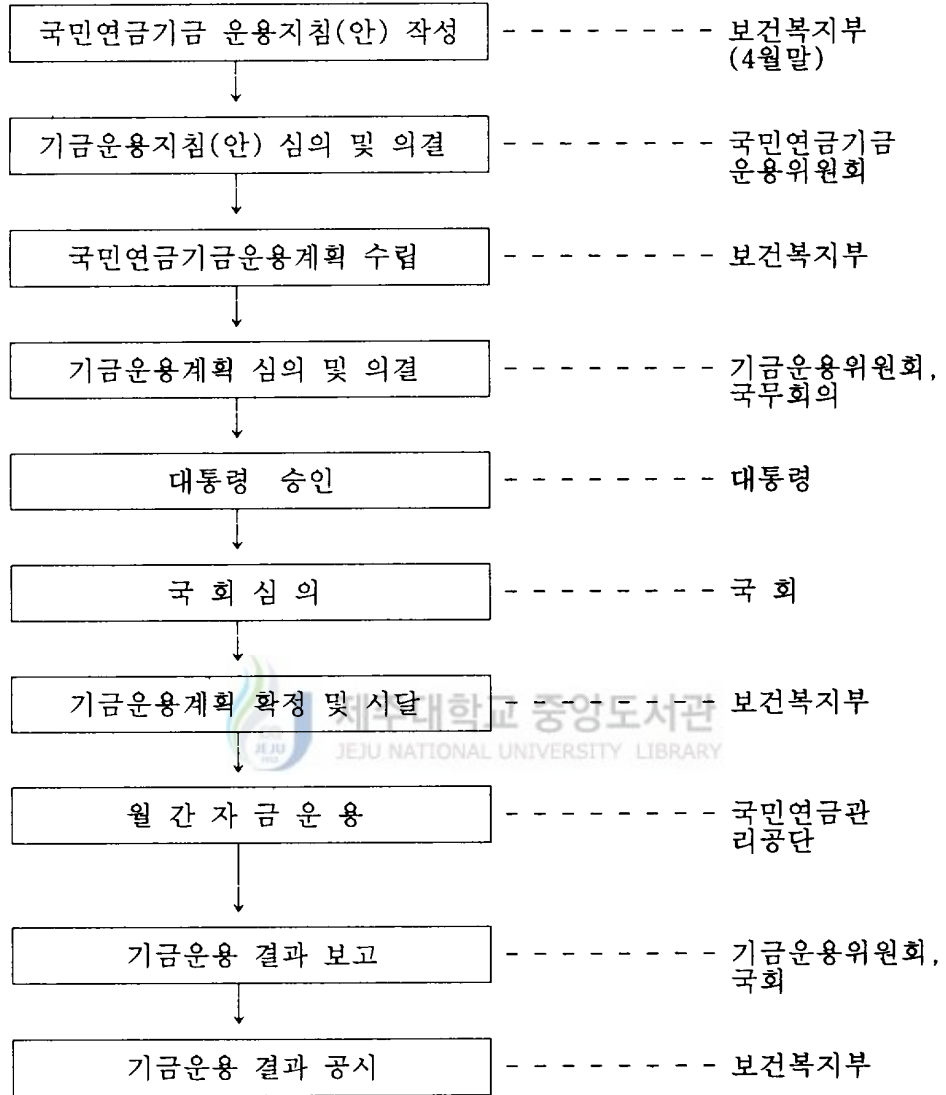 국민연금기금 운용지침(안) 작성 - - - - - - - - 보건복지부
(4월말)
기금운용지침(안) 심의 및 의결 - - - - - - - - 국민연금기금
운용위원회
국민연금기금운용계획 수립 - - - - - - - - 보건복지부
기금운용계획 심의 및 의결 - - - - - - - - 기금운용위원회,
국무회의
대통령 승인 - - - - - - - - 대통령
국 회 심 의 - - - - - - - - 국 회
기금운용계획 확정 및 시달 - - - - - - - - 보건복지부
제주대학교 중앙도서관
JEJU NATIONAL UNIVERSITY LIBRARY
월 간 자 금 운 용 - - - - - - - - 국민연금관
리공단
기금운용 결과 보고 - - - - - - - - 기금운용위원회,
국회
기금운용 결과 공시 - - - - - - - - 보건복지부